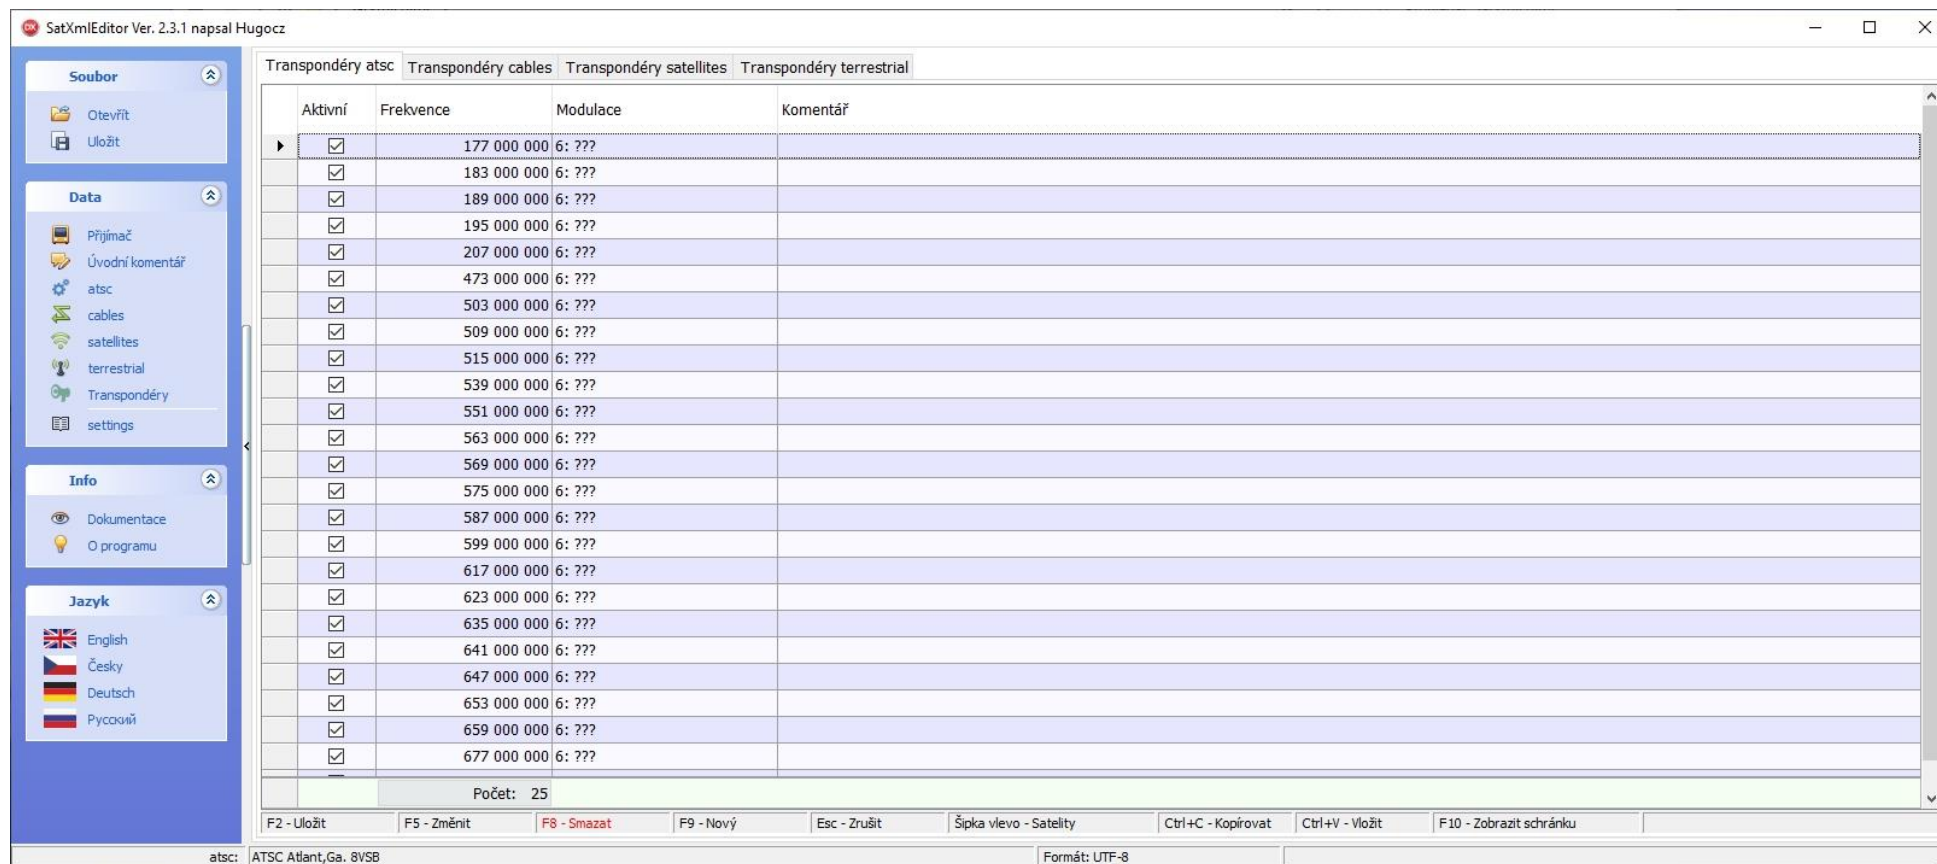 SatXmlEditor Ver. 2.3.1 napsal Hugocz
Soubor
Otevřít
Uložit
Data
Přijímač
Úvodní komentář
atsc
cables
satellites
terrestrial
Transpondéry
settings
Info
Dokumentace
O programu
Jazyk
English
Česky
Deutsch
Русский
Transpondéry atsc Transpondéry cables Transpondéry satellites Transpondéry terrestrial
Aktivní Frekvence Modulace Komentář
177 000 000 6: ???
183 000 000 6: ???
189 000 000 6: ???
195 000 000 6: ???
207 000 000 6: ???
473 000 000 6: ???
503 000 000 6: ???
509 000 000 6: ???
515 000 000 6: ???
539 000 000 6: ???
551 000 000 6: ???
563 000 000 6: ???
569 000 000 6: ???
575 000 000 6: ???
587 000 000 6: ???
599 000 000 6: ???
617 000 000 6: ???
623 000 000 6: ???
635 000 000 6: ???
641 000 000 6: ???
647 000 000 6: ???
653 000 000 6: ???
659 000 000 6: ???
677 000 000 6: ???
Počet: 25
F2 - Uložit F5 - Změnit F8 - Smazat F9 - Nový Esc - Zrušit Šipka vlevo - Satelity Ctrl+C - Kopírovat Ctrl+V - Vložit F10 - Zobrazit schránku
atsc: ATSC Atlant,Ga. 8VSB Formát: UTF-8